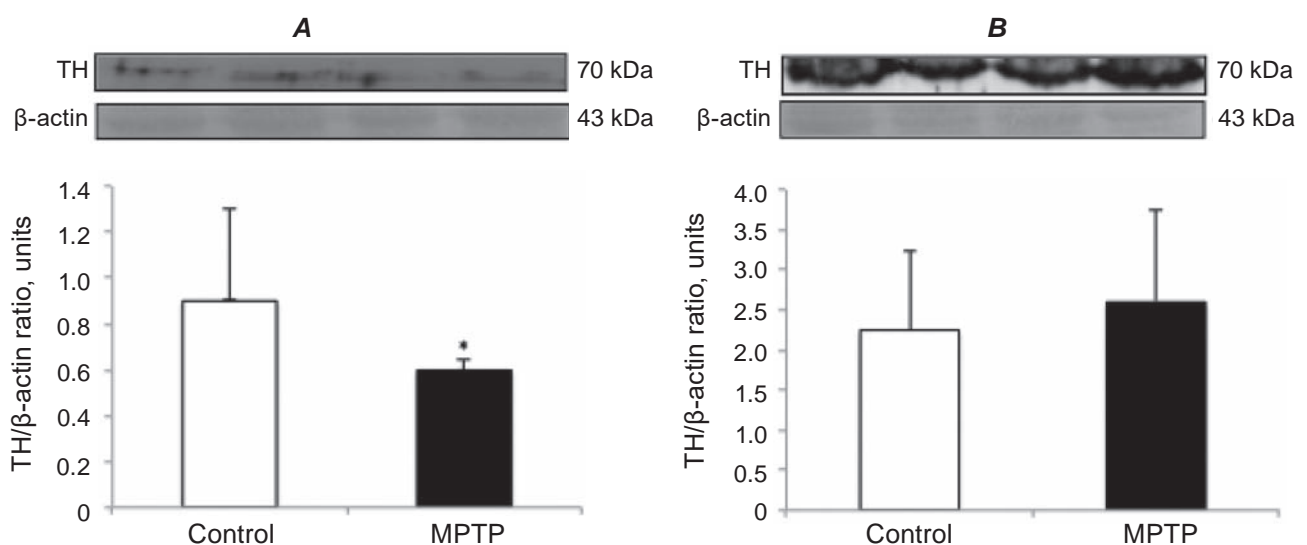 A
TH 70 kDa
β-actin 43 kDa
TH/β-actin ratio, units
1.4
1.2
1.0
0.8
0.6
0.4
0.2
0
*
Control MPTP
B
TH 70 kDa
β-actin 43 kDa
TH/β-actin ratio, units
4.0
3.5
3.0
2.5
2.0
1.5
1.0
0.5
0
Control MPTP